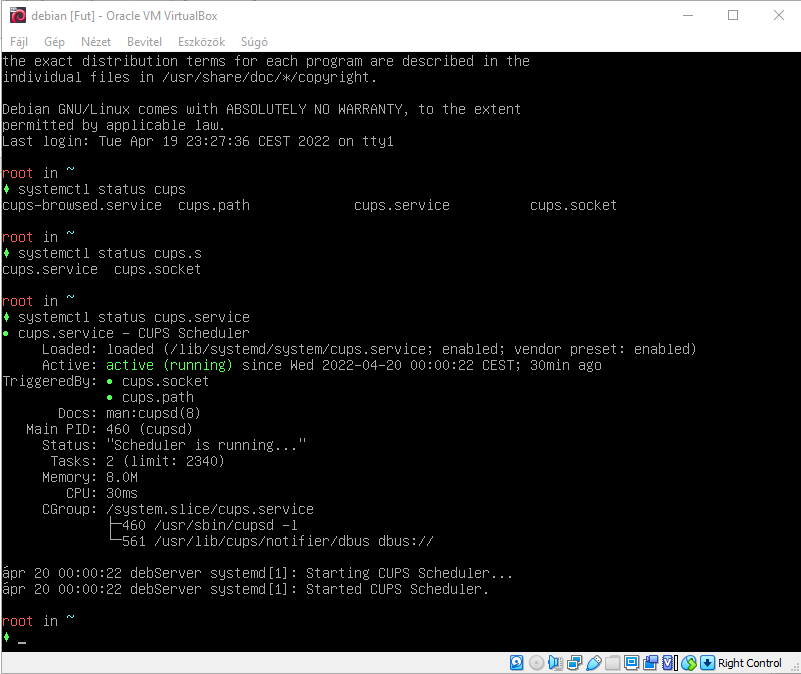 debian [Fut] - Oracle VM VirtualBox
Fájl Gép Nézet Bevitel Eszközök Súgó
the exact distribution terms for each program are described in the
individual files in /usr/share/doc/*/copyright.
Debian GNU/Linux comes with ABSOLUTELY NO WARRANTY, to the extent
permitted by applicable law.
Last login: Tue Apr 19 23:27:36 CEST 2022 on tty1
root in ~
♦ systemctl status cups
cups-browsed.service  cups.path             cups.service          cups.socket
root in ~
♦ systemctl status cups.s
cups.service  cups.socket
root in ~
♦ systemctl status cups.service
● cups.service - CUPS Scheduler
     Loaded: loaded (/lib/systemd/system/cups.service; enabled; vendor preset: enabled)
     Active: active (running) since Wed 2022-04-20 00:00:22 CEST; 30min ago
TriggeredBy: ● cups.socket
             ● cups.path
       Docs: man:cupsd(8)
   Main PID: 460 (cupsd)
     Status: "Scheduler is running..."
      Tasks: 2 (limit: 2340)
     Memory: 8.0M
        CPU: 30ms
     CGroup: /system.slice/cups.service
             ├─460 /usr/sbin/cupsd -l
             └─561 /usr/lib/cups/notifier/dbus dbus://
ápr 20 00:00:22 debServer systemd[1]: Starting CUPS Scheduler...
ápr 20 00:00:22 debServer systemd[1]: Started CUPS Scheduler.
root in ~
♦ _
Right Control